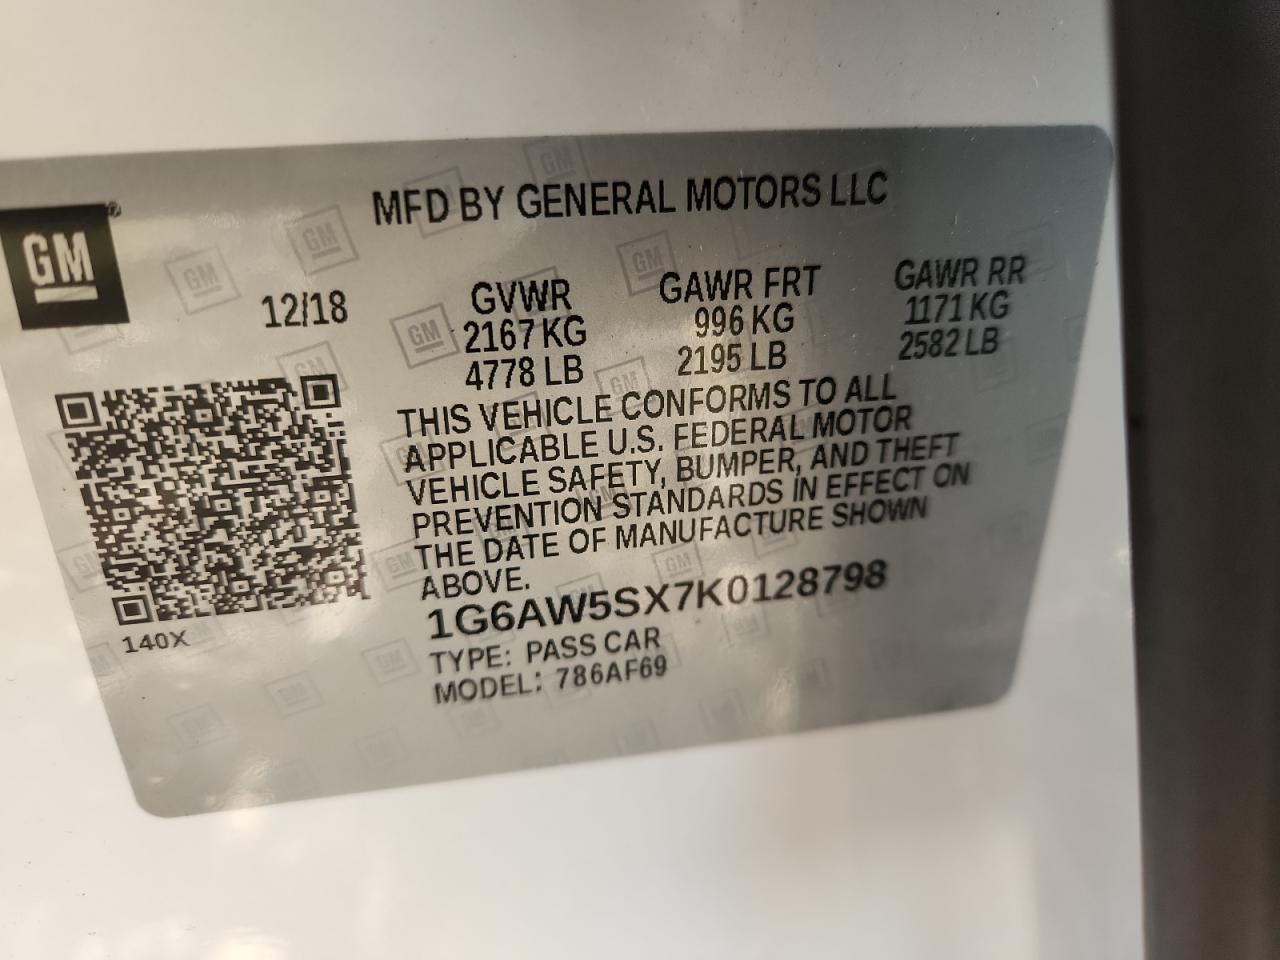 GM®
MFD BY GENERAL MOTORS LLC
12/18
GVWR
2167 KG
4778 LB
GAWR FRT
996 KG
2195 LB
GAWR RR
1171 KG
2582 LB
THIS VEHICLE CONFORMS TO ALL
APPLICABLE U.S. FEDERAL MOTOR
VEHICLE SAFETY, BUMPER, AND THEFT
PREVENTION STANDARDS IN EFFECT ON
THE DATE OF MANUFACTURE SHOWN
ABOVE.
1G6AW5SX7K0128798
TYPE: PASS CAR
MODEL: 786AF69
140X